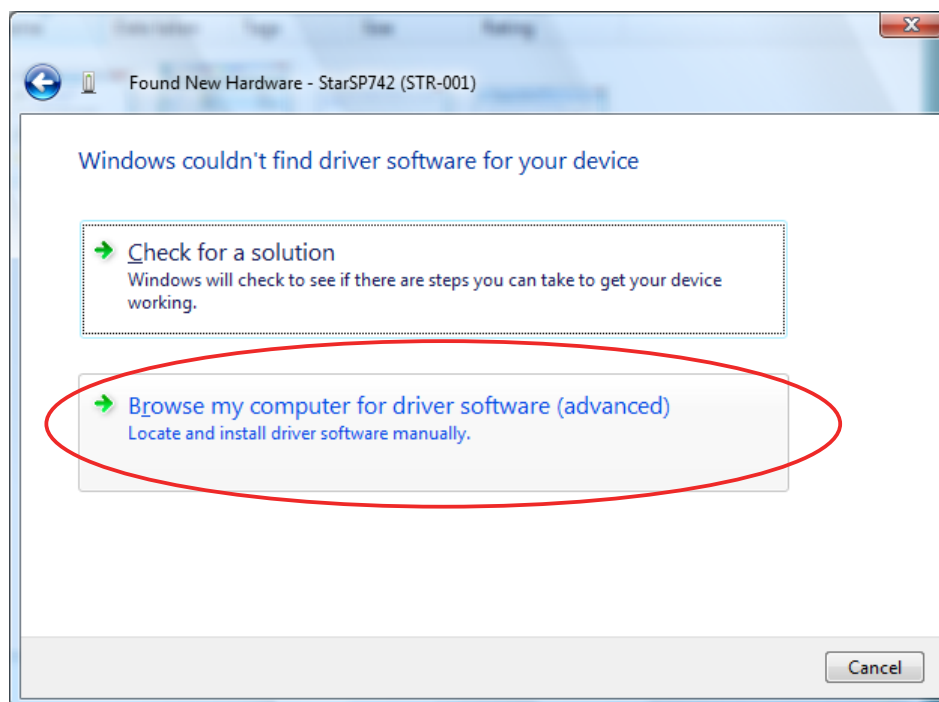 Found New Hardware - StarSP742 (STR-001)
Windows couldn't find driver software for your device
Check for a solution
Windows will check to see if there are steps you can take to get your device
working.
Browse my computer for driver software (advanced)
Locate and install driver software manually.
Cancel